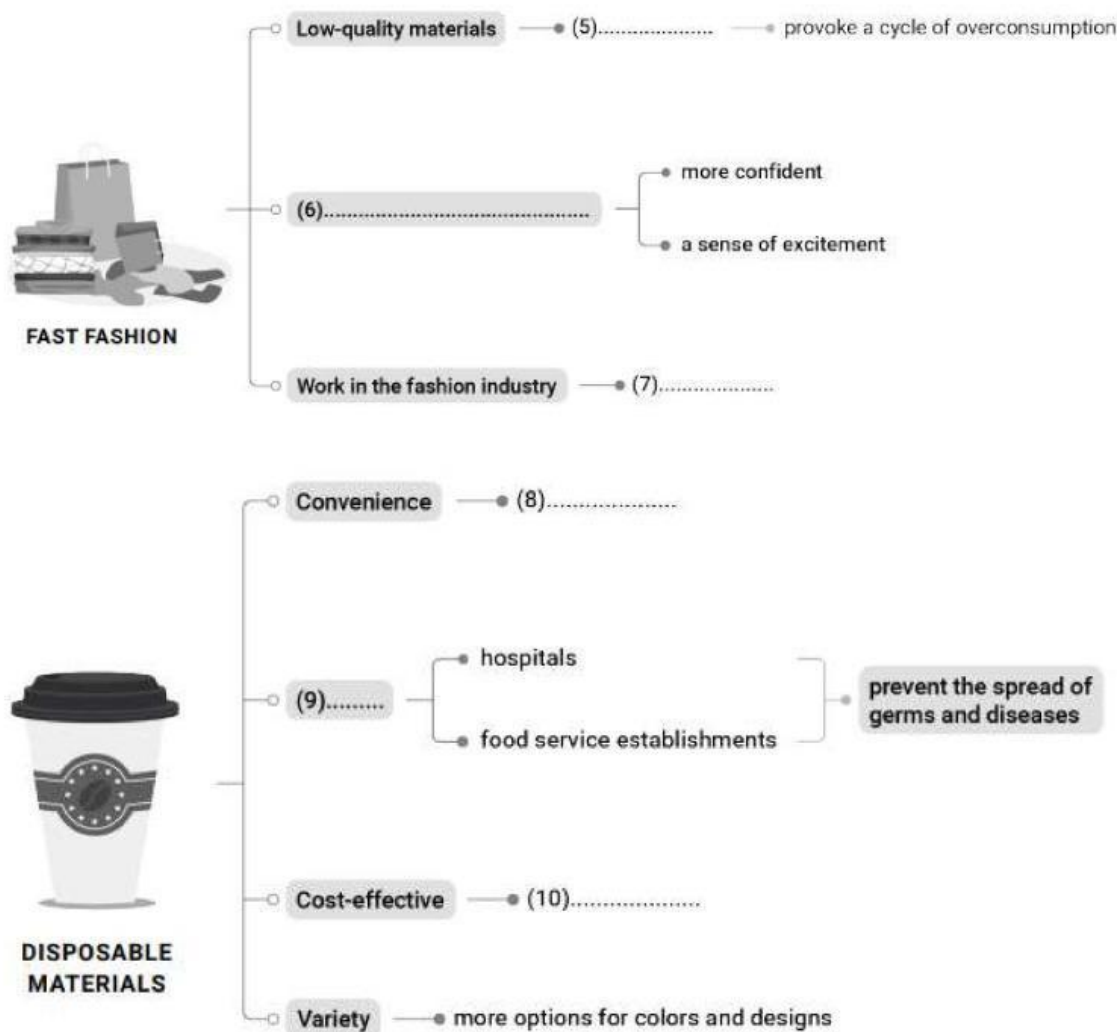 Low-quality materials (5).................... provoke a cycle of overconsumption
more confident
(6)..............................................
a sense of excitement
FAST FASHION
Work in the fashion industry (7)....................
Convenience (8)....................
hospitals
(9).........
prevent the spread of
germs and diseases
food service establishments
Cost-effective (10)....................
DISPOSABLE
MATERIALS
Variety more options for colors and designs